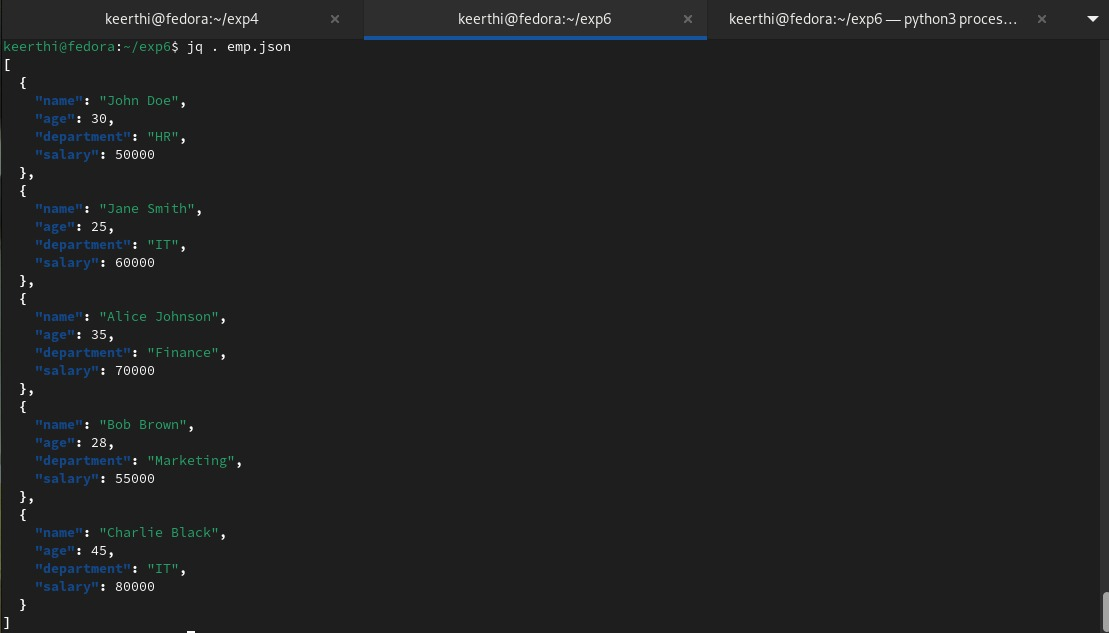 keerthi@fedora:~/exp4 × keerthi@fedora:~/exp6 × keerthi@fedora:~/exp6 — python3 proces… ×
keerthi@fedora:~/exp6$ jq . emp.json
[
  {
    "name": "John Doe",
    "age": 30,
    "department": "HR",
    "salary": 50000
  },
  {
    "name": "Jane Smith",
    "age": 25,
    "department": "IT",
    "salary": 60000
  },
  {
    "name": "Alice Johnson",
    "age": 35,
    "department": "Finance",
    "salary": 70000
  },
  {
    "name": "Bob Brown",
    "age": 28,
    "department": "Marketing",
    "salary": 55000
  },
  {
    "name": "Charlie Black",
    "age": 45,
    "department": "IT",
    "salary": 80000
  }
]